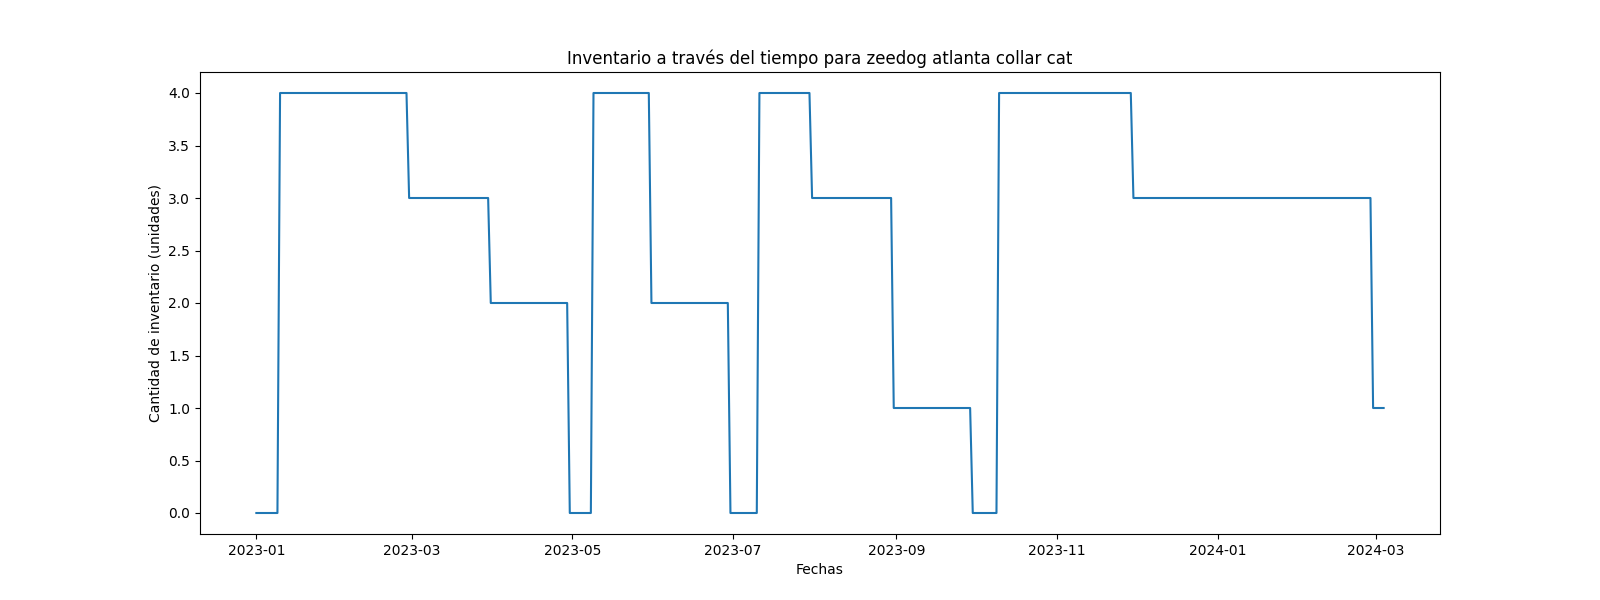 Inventario a través del tiempo para zeedog atlanta collar cat
Cantidad de inventario (unidades)
4.0
3.5
3.0
2.5
2.0
1.5
1.0
0.5
0.0
2023-01 2023-03 2023-05 2023-07 2023-09 2023-11 2024-01 2024-03
Fechas